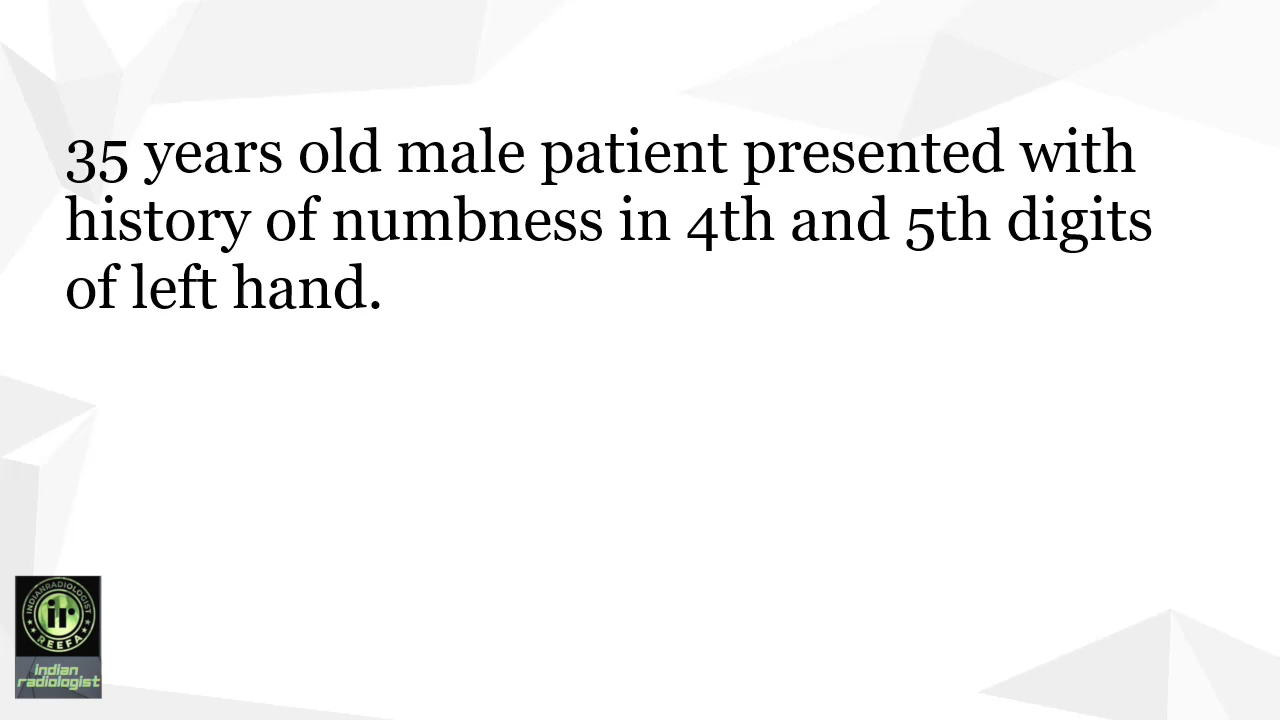 35 years old male patient presented with
history of numbness in 4th and 5th digits
of left hand.
INDIANRADIOLOGIST
ir
REEFA
indian
radiologist